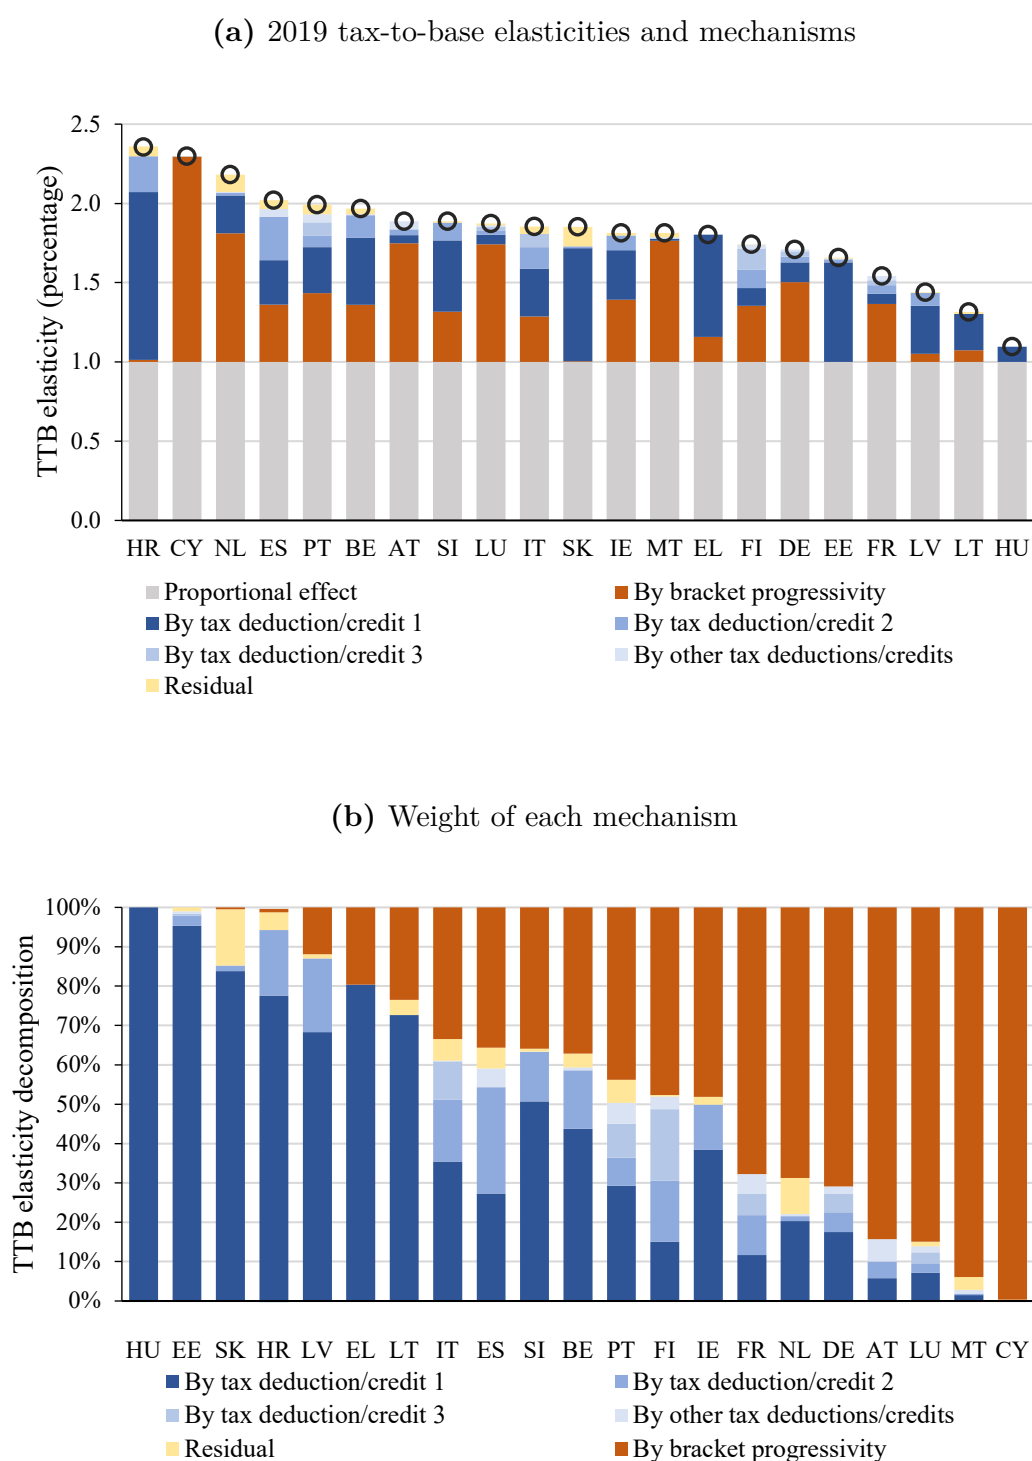 (a) 2019 tax-to-base elasticities and mechanisms
TTB elasticity (percentage)
2.5
2.0
1.5
1.0
0.5
0.0
HR CY NL ES PT BE AT SI LU IT SK IE MT EL FI DE EE FR LV LT HU
Proportional effect By bracket progressivity
By tax deduction/credit 1 By tax deduction/credit 2
By tax deduction/credit 3 By other tax deductions/credits
Residual
(b) Weight of each mechanism
TTB elasticity decomposition
100%
90%
80%
70%
60%
50%
40%
30%
20%
10%
0%
HU EE SK HR LV EL LT IT ES SI BE PT FI IE FR NL DE AT LU MT CY
By tax deduction/credit 1 By tax deduction/credit 2
By tax deduction/credit 3 By other tax deductions/credits
Residual By bracket progressivity